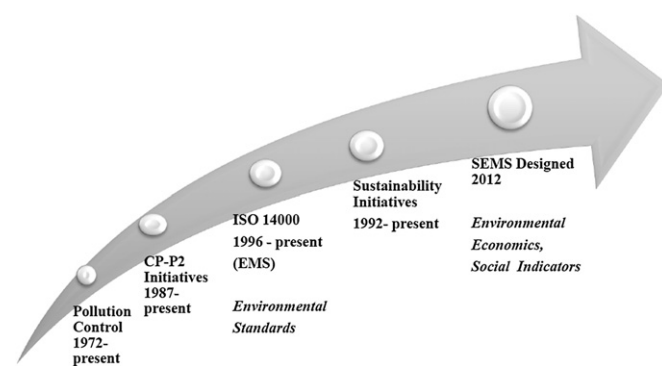 Pollution
Control
1972-
present
CP-P2
Initiatives
1987-
present
ISO 14000
1996 - present
(EMS)
Environmental
Standards
Sustainability
Initiatives
1992- present
SEMS Designed
2012
Environmental
Economics,
Social Indicators